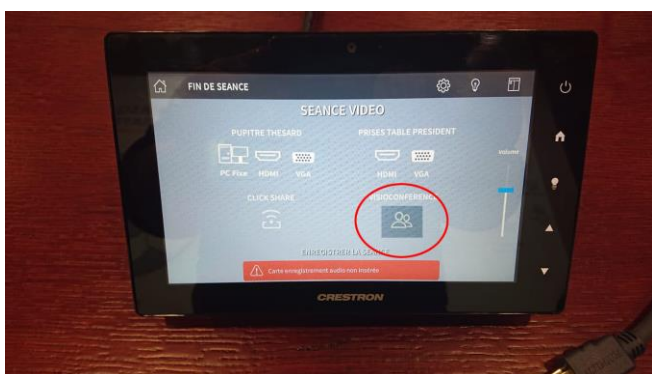 FIN DE SEANCE
SEANCE VIDEO
PUPITRE THESARD
PRISES TABLE PRESIDENT
PC Fixe HDMI VGA
HDMI VGA
Volume
CLICK SHARE
VISIOCONFERENCE
ENREGISTRER LA SEANCE
Carte enregistrement audio non insérée
CRESTRON